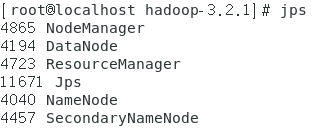 [root@localhost hadoop-3.2.1]# jps
4865 NodeManager
4194 DataNode
4723 ResourceManager
11671 Jps
4040 NameNode
4457 SecondaryNameNode